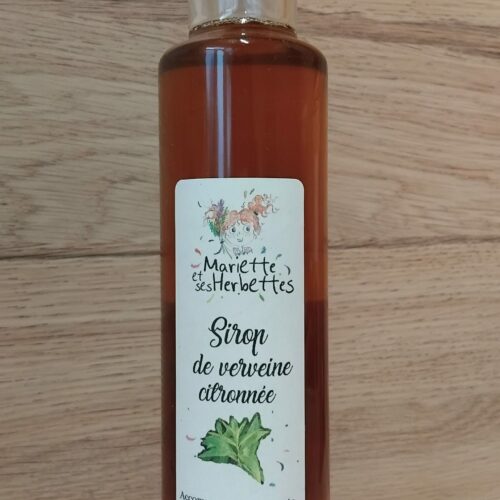 Mariette
et
ses Herbettes
Sirop
de verveine
citronnée